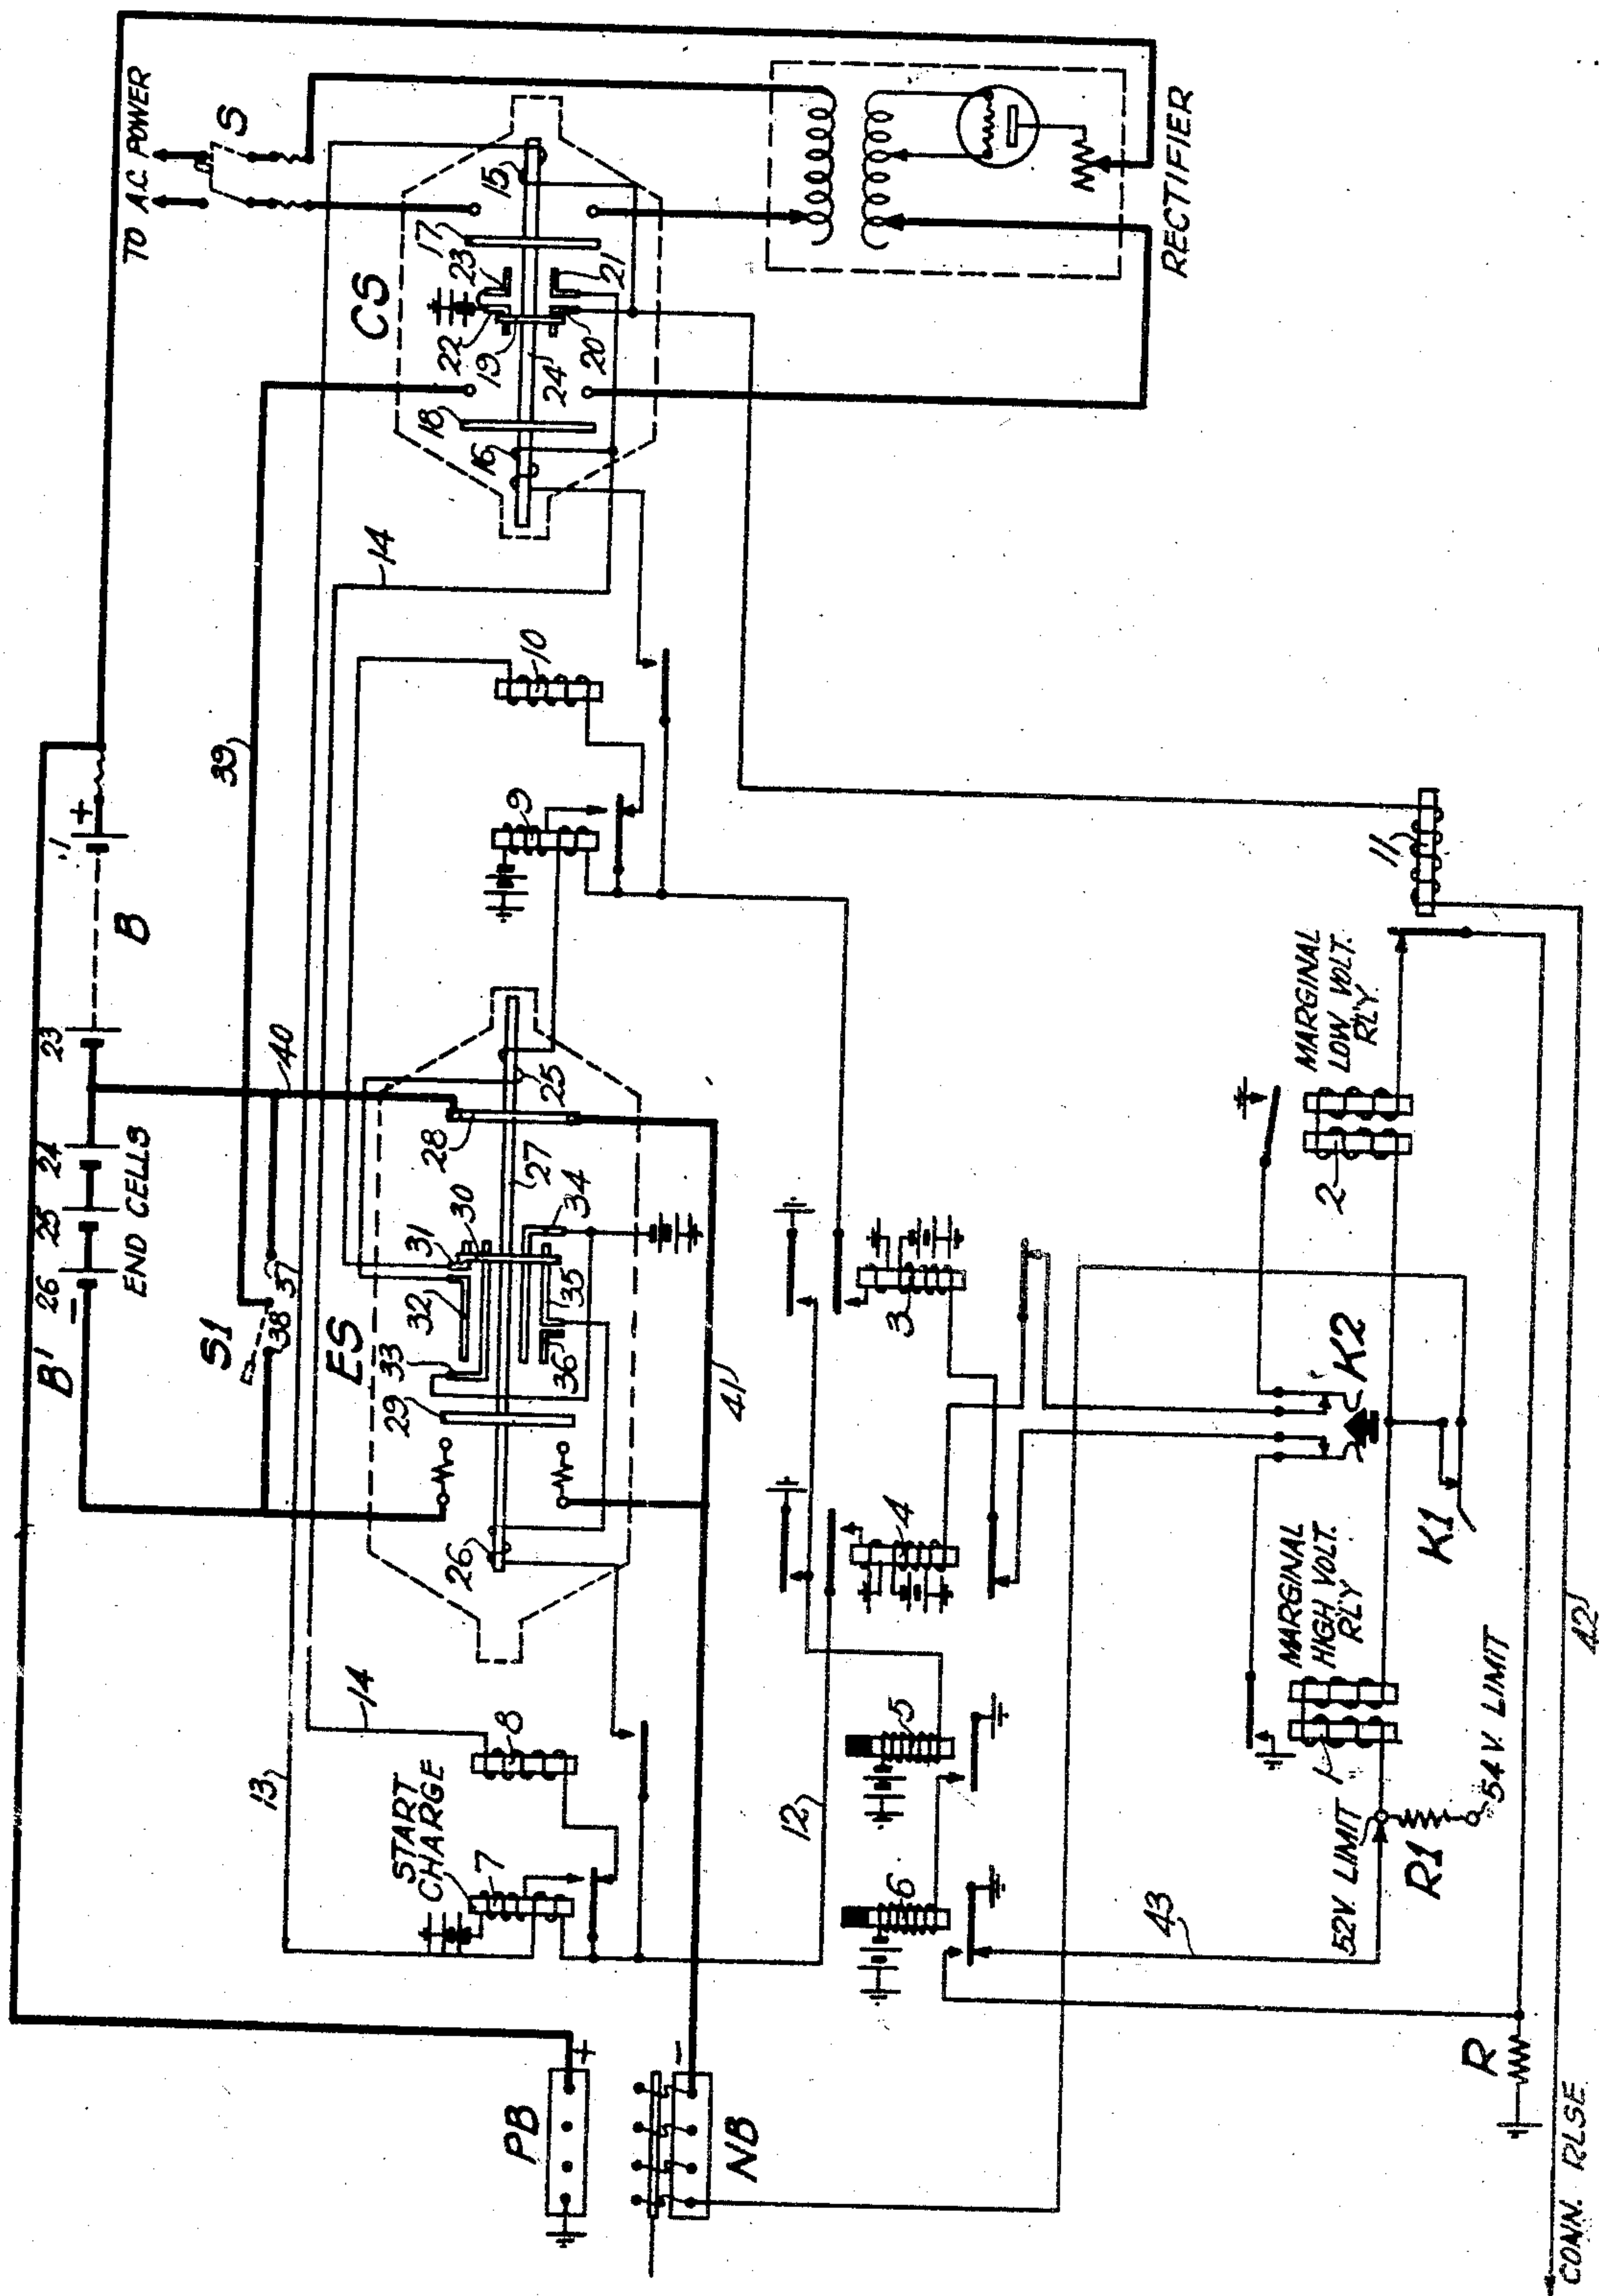 B'
26
25
24
23
1
+
−
END CELLS
B
TO A.C. POWER
S1
38
37
39
40
S
13
14
ES
14
CS
START
CHARGE
7
8
29
33
32
31
30
28
18
22
23
17
26
36
35
34
27
25
9
10
16
19
24
20
21
15
PB
+
RECTIFIER
−
NB
41
12
6
5
4
3
43
52V. LIMIT
R1
54V. LIMIT
1
MARGINAL
HIGH VOLT.
RLY
K2
2
MARGINAL
LOW VOLT.
RLY.
11
K1
R
42
CONN. RLSE